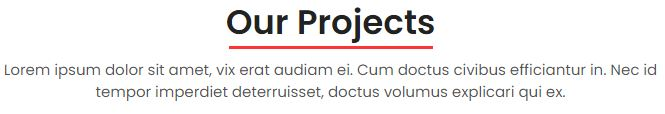 Our Projects
Lorem ipsum dolor sit amet, vix erat audiam ei. Cum doctus civibus efficiantur in. Nec id
tempor imperdiet deterruisset, doctus volumus explicari qui ex.